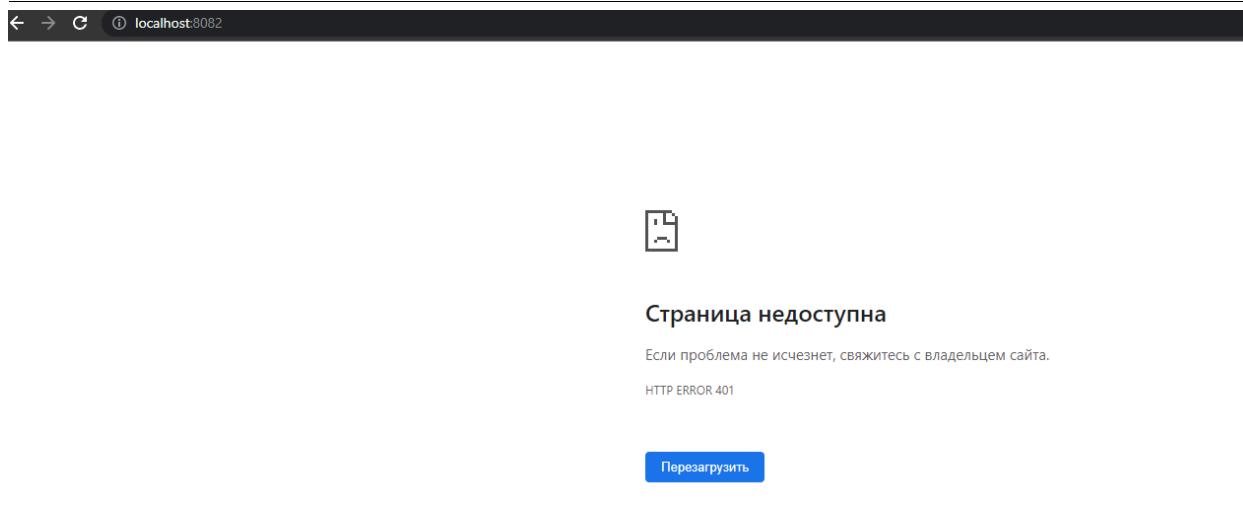 localhost:8082
Страница недоступна
Если проблема не исчезнет, свяжитесь с владельцем сайта.
HTTP ERROR 401
Перезагрузить